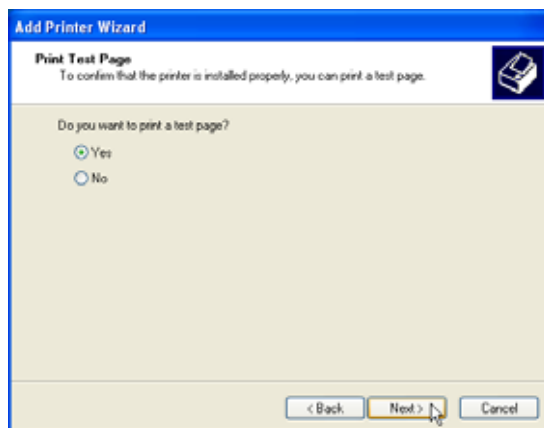 Add Printer Wizard
Print Test Page
To confirm that the printer is installed properly, you can print a test page.
Do you want to print a test page?
Yes
No
< Back
Next >
Cancel